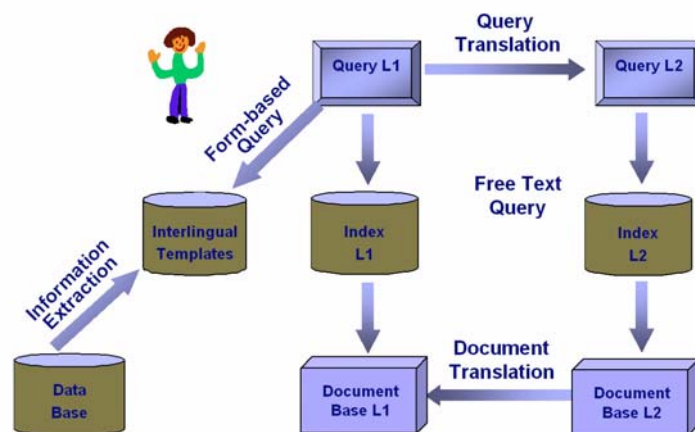 Query
Translation
Query L1
Query L2
Form-based
Query
Free Text
Query
Interlingual
Templates
Index
L1
Index
L2
Information
Extraction
Document
Translation
Data
Base
Document
Base L1
Document
Base L2